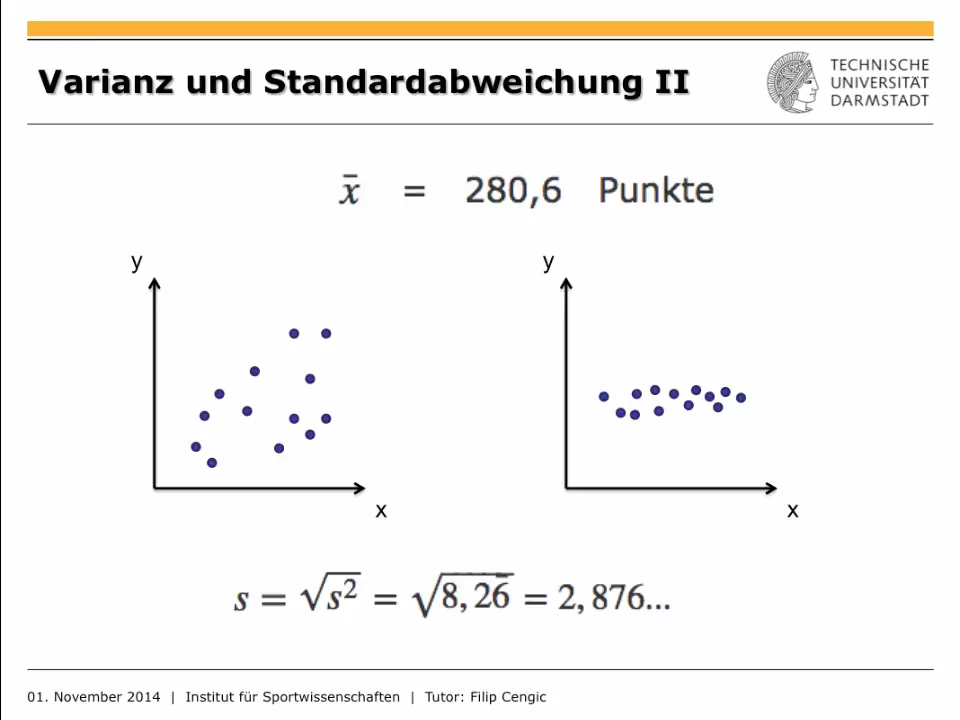 Varianz und Standardabweichung II
TECHNISCHE
UNIVERSITÄT
DARMSTADT
x̄ = 280,6 Punkte
y
y
x
x
s = √s² = √8,26̅ = 2,876...
01. November 2014 | Institut für Sportwissenschaften | Tutor: Filip Cengic